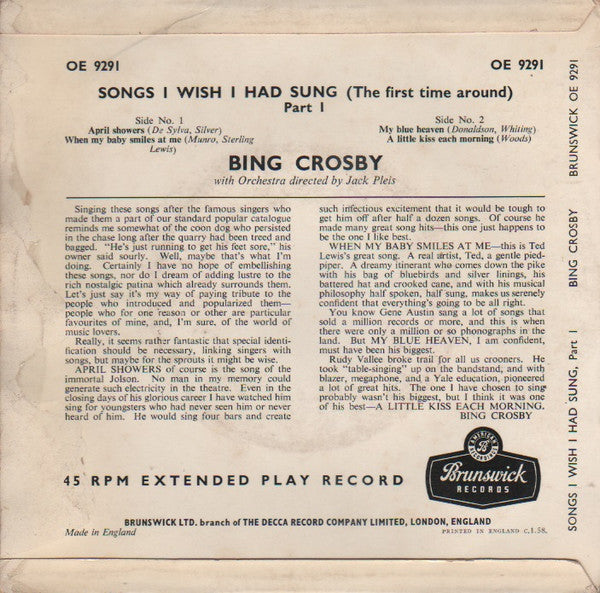 OE 9291
OE 9291
SONGS I WISH I HAD SUNG (The first time around)
Part 1
Side No. 1
April showers (De Sylva, Silver)
When my baby smiles at me (Munro, Sterling
Lewis)
Side No. 2
My blue heaven (Donaldson, Whiting)
A little kiss each morning (Woods)
BING CROSBY
with Orchestra directed by Jack Pleis
Singing these songs after the famous singers who
made them a part of our standard popular catalogue
reminds me somewhat of the coon dog who persisted
in the chase long after the quarry had been treed and
bagged. "He's just running to get his feet sore," his
owner said sourly. Well, maybe that's what I'm
doing. Certainly I have no hope of embellishing
these songs, nor do I dream of adding lustre to the
rich nostalgic patina which already surrounds them.
Let's just say it's my way of paying tribute to the
people who introduced and popularized them—
people who for one reason or other are particular
favourites of mine, and, I'm sure, of the world of
music lovers.
Really, it seems rather fantastic that special identi-
fication should be necessary, linking singers with
songs, but maybe for the sprouts it might be wise.
APRIL SHOWERS of course is the song of the
immortal Jolson. No man in my memory could
generate such electricity in the theatre. Even in the
closing days of his glorious career I have watched him
sing for youngsters who had never seen him or never
heard of him. He would sing four bars and create
such infectious excitement that it would be tough to
get him off after half a dozen songs. Of course he
made many great song hits—this one just happens to
be the one I like best.
WHEN MY BABY SMILES AT ME—this is Ted
Lewis's great song. A real artist, Ted, a gentle pied-
piper. A dreamy itinerant who comes down the pike
with his bag of bluebirds and silver linings, his
battered hat and crooked cane, and with his musical
philosophy half spoken, half sung, makes us serenely
confident that everything's going to be all right.
You know Gene Austin sang a lot of songs that
sold a million records or more, and this is when
there were only a million or so phonographs in the
land. But MY BLUE HEAVEN, I am confident,
must have been his biggest.
Rudy Vallee broke trail for all us crooners. He
took "table-singing" up on the bandstand, and with
blazer, megaphone, and a Yale education, pioneered
a lot of great hits. The one I have chosen to sing
probably wasn't his biggest, but I think it was one
of his best—A LITTLE KISS EACH MORNING.
BING CROSBY
45 RPM EXTENDED PLAY RECORD
AMERICAN
B
RECORDINGS
Brunswick
RECORDS
BRUNSWICK LTD. branch of THE DECCA RECORD COMPANY LIMITED, LONDON, ENGLAND
Made in England
PRINTED IN ENGLAND C.1.58.
SONGS I WISH I HAD SUNG, Part 1 BING CROSBY BRUNSWICK OE 9291